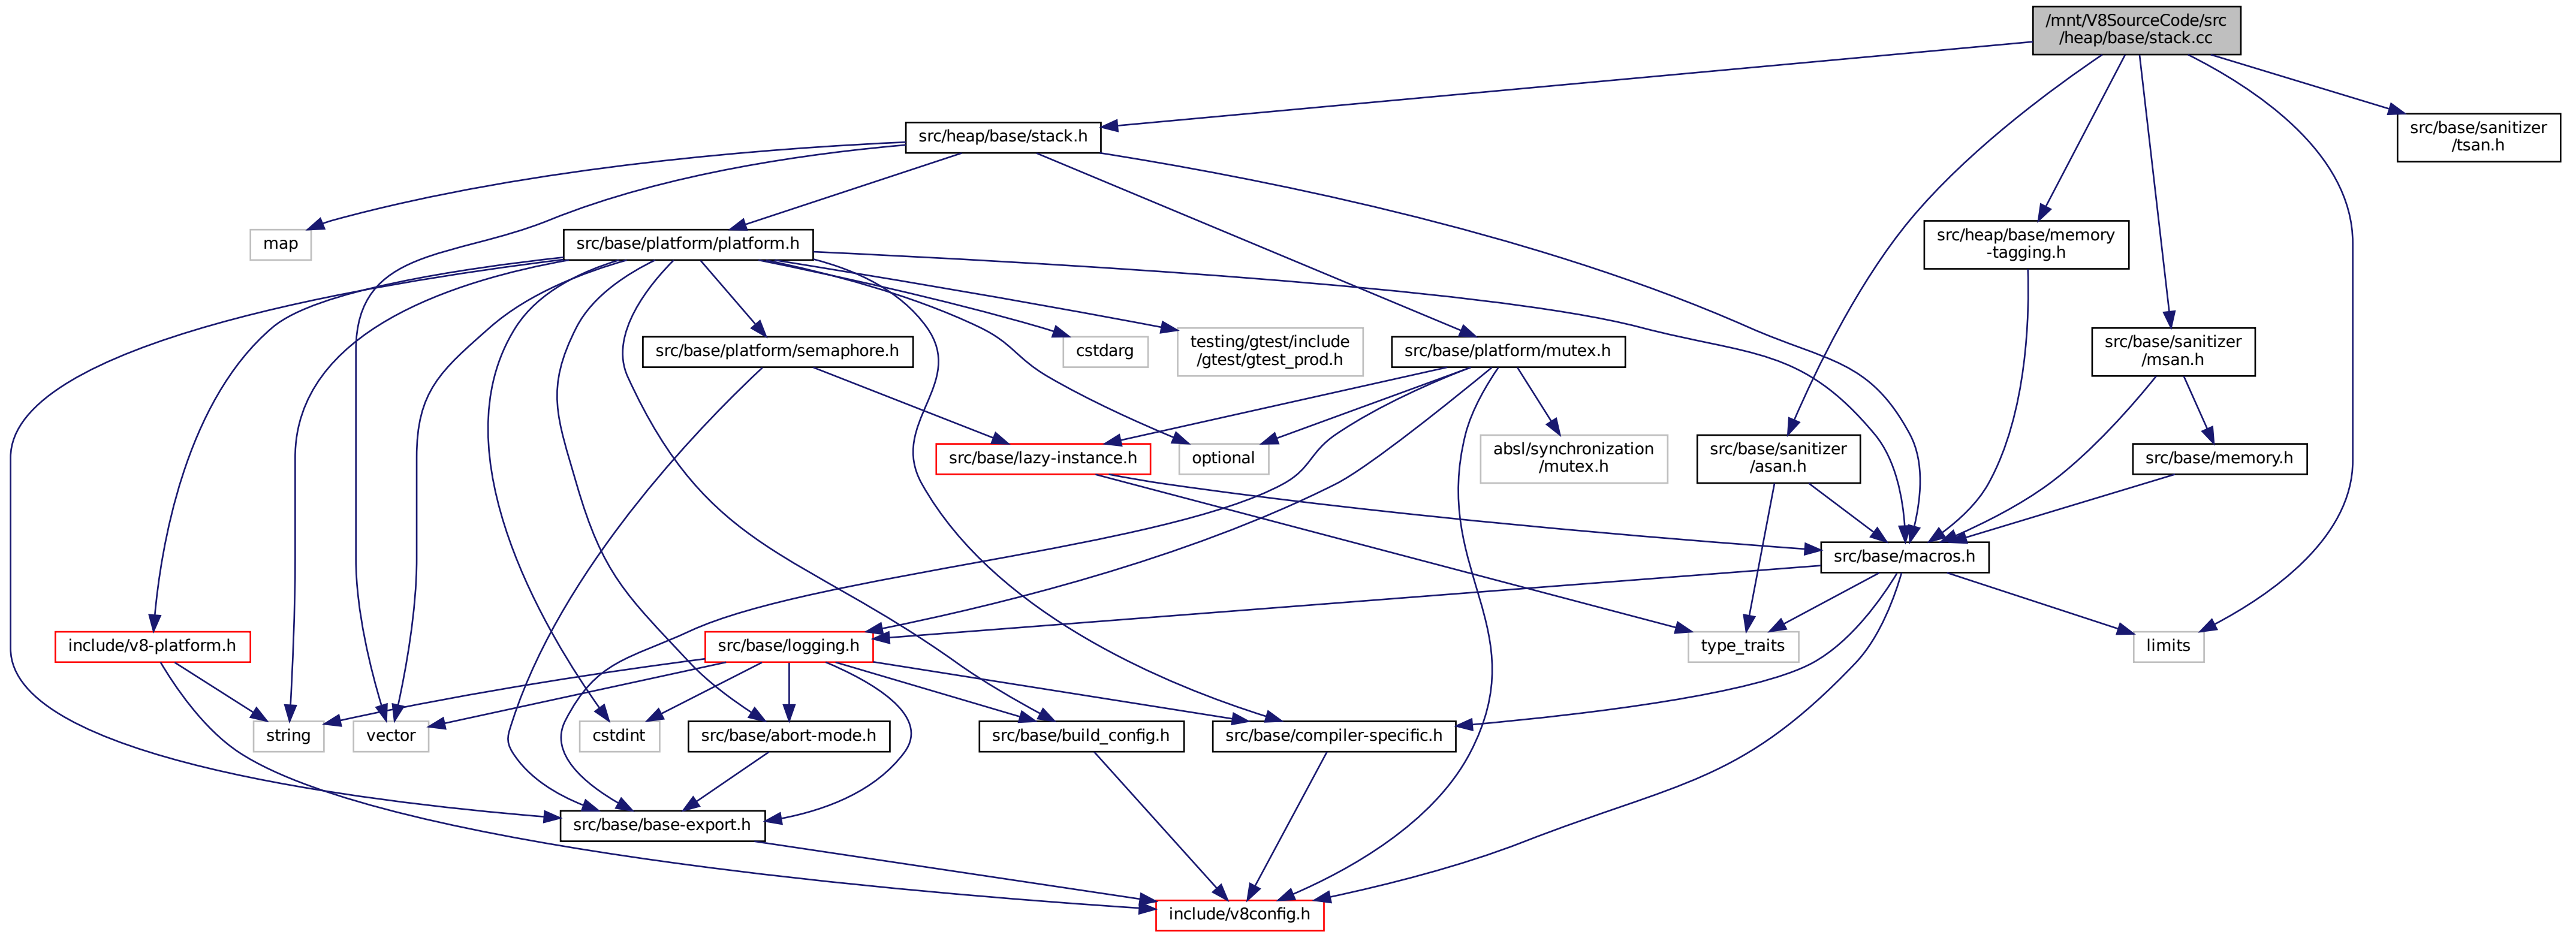 /mnt/V8SourceCode/src
/heap/base/stack.cc
src/heap/base/stack.h
src/base/sanitizer
/tsan.h
map
src/base/platform/platform.h
src/heap/base/memory
-tagging.h
src/base/platform/semaphore.h
cstdarg
testing/gtest/include
/gtest/gtest_prod.h
src/base/platform/mutex.h
src/base/sanitizer
/msan.h
src/base/lazy-instance.h
optional
absl/synchronization
/mutex.h
src/base/sanitizer
/asan.h
src/base/memory.h
src/base/macros.h
include/v8-platform.h
src/base/logging.h
type_traits
limits
string
vector
cstdint
src/base/abort-mode.h
src/base/build_config.h
src/base/compiler-specific.h
src/base/base-export.h
include/v8config.h